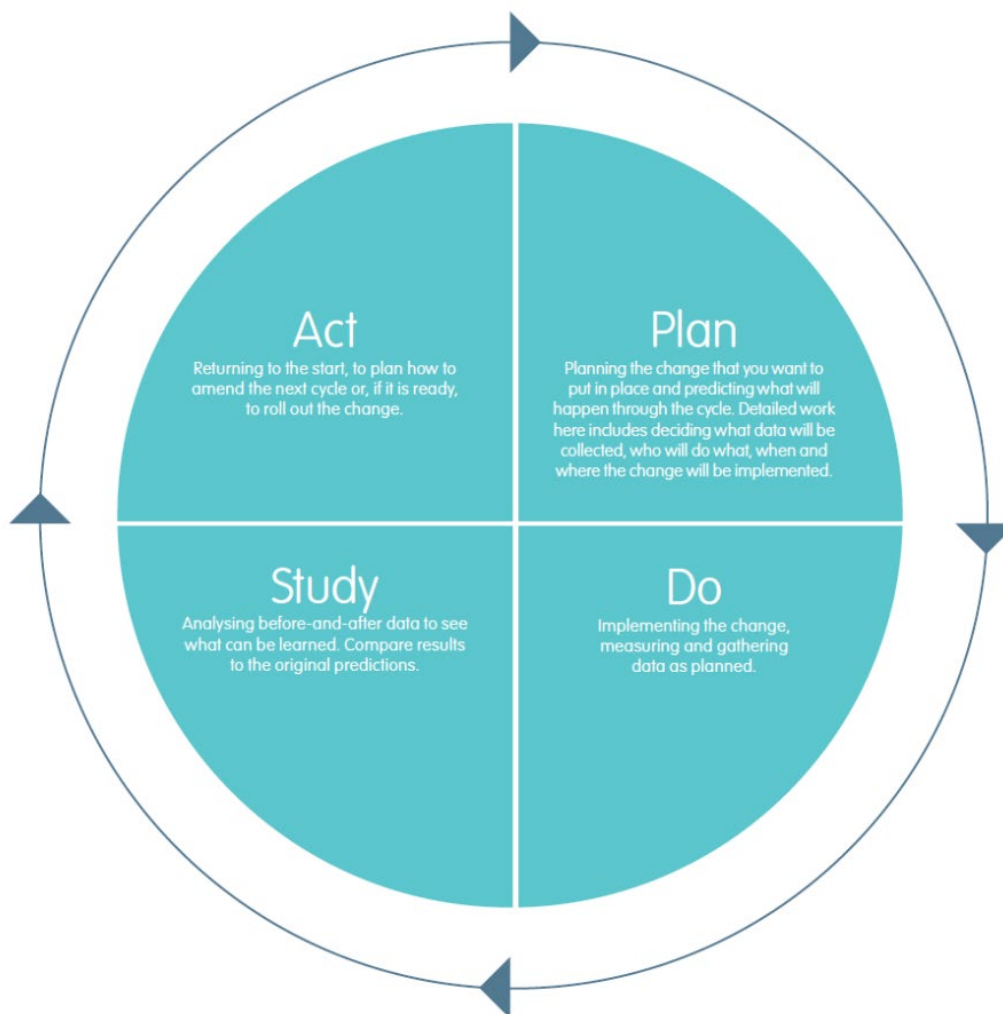 Act
Returning to the start, to plan how to
amend the next cycle or, if it is ready,
to roll out the change.
Plan
Planning the change that you want to
put in place and predicting what will
happen through the cycle. Detailed work
here includes deciding what data will be
collected, who will do what, when and
where the change will be implemented.
Study
Analysing before-and-after data to see
what can be learned. Compare results
to the original predictions.
Do
Implementing the change,
measuring and gathering
data as planned.